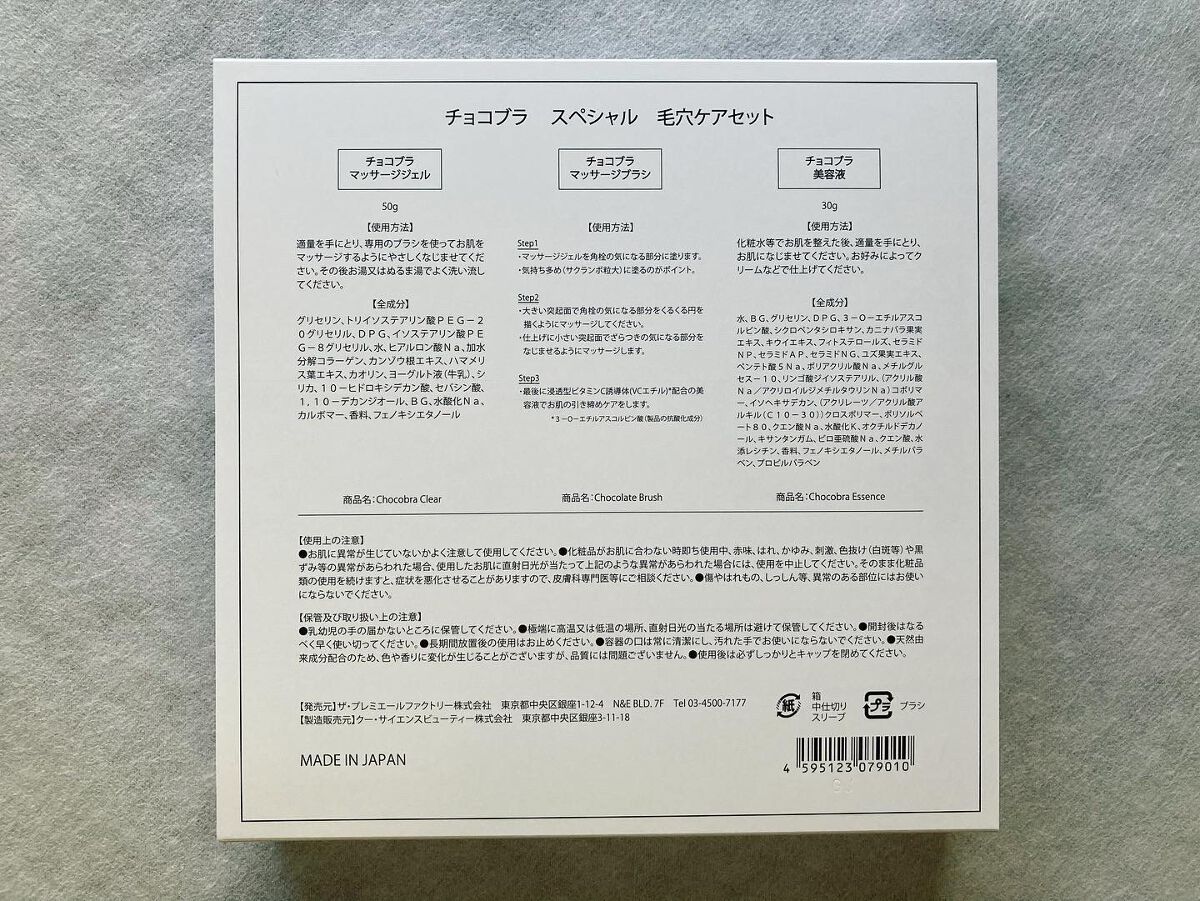 チョコブラ　スペシャル　毛穴ケアセット
チョコブラ
マッサージジェル
50g
【使用方法】
適量を手にとり、専用のブラシを使ってお肌を
マッサージするようにやさしくなじませてくだ
さい。その後お湯又はぬるま湯でよく洗い流し
てください。
【全成分】
グリセリン、トリイソステアリン酸ＰＥＧ－２
０グリセリル、ＤＰＧ、イソステアリン酸ＰＥ
Ｇ－８グリセリル、水、ヒアルロン酸Ｎａ、加水
分解コラーゲン、カンゾウ根エキス、ハマメリ
ス葉エキス、カオリン、ヨーグルト液（牛乳）、シ
リカ、１０－ヒドロキシデカン酸、セバシン酸、
１，１０－デカンジオール、ＢＧ、水酸化Ｎａ、
カルボマー、香料、フェノキシエタノール
商品名：Chocobra Clear
チョコブラ
マッサージブラシ
【使用方法】
Step1
・マッサージジェルを角栓の気になる部分に塗ります。
・気持ち多め（サクランボ粒大）に塗るのがポイント。
Step2
・大きい突起面で角栓の気になる部分をくるくる円を
描くようにマッサージしてください。
・仕上げに小さい突起面でざらつきの気になる部分を
なじませるようにマッサージします。
Step3
・最後に浸透型ビタミンC誘導体(VCエチル)*配合の美
容液でお肌の引き締めケアをします。
*３－Ｏ－エチルアスコルビン酸（製品の抗酸化成分）
商品名：Chocolate Brush
チョコブラ
美容液
30g
【使用方法】
化粧水等でお肌を整えた後、適量を手にとり、
お肌になじませてください。お好みによってク
リームなどで仕上げてください。
【全成分】
水、ＢＧ、グリセリン、ＤＰＧ、３－Ｏ－エチルアス
コルビン酸、シクロペンタシロキサン、カニナバラ果実
エキス、キウイエキス、フィトステロールズ、セラミド
ＮＰ、セラミドＡＰ、セラミドＮＧ、ユズ果実エキス、
ペンテト酸５Ｎａ、ポリアクリル酸Ｎａ、メチルグル
セス－１０、リンゴ酸ジイソステアリル、（アクリル酸
Ｎａ／アクリロイルジメチルタウリンＮａ）コポリマ
ー、イソヘキサデカン、（アクリレーツ／アクリル酸ア
ルキル（Ｃ１０－３０））クロスポリマー、ポリソルベ
ート８０、クエン酸Ｎａ、水酸化Ｋ、オクチルドデカノ
ール、キサンタンガム、ピロ亜硫酸Ｎａ、クエン酸、水
添レシチン、香料、フェノキシエタノール、メチルパラ
ベン、プロピルパラベン
商品名：Chocobra Essence
【使用上の注意】
●お肌に異常が生じていないかよく注意して使用してください。●化粧品がお肌に合わない時即ち使用中、赤味、はれ、かゆみ、刺激、色抜け（白斑等）や黒
ずみ等の異常があらわれた場合、使用したお肌に直射日光が当たって上記のような異常があらわれた場合には、使用を中止してください。そのまま化粧品
類の使用を続けますと、症状を悪化させることがありますので、皮膚科専門医等にご相談ください。●傷やはれもの、しっしん等、異常のある部位にはお使い
にならないでください。
【保管及び取り扱い上の注意】
●乳幼児の手の届かないところに保管してください。●極端に高温又は低温の場所、直射日光の当たる場所は避けて保管してください。●開封後はなる
べく早く使い切ってください。●長期間放置後の使用はお止めください。●容器の口は常に清潔にし、汚れた手でお使いにならないでください。●天然由
来成分配合のため、色や香りに変化が生じることがございますが、品質には問題ございません。●使用後は必ずしっかりとキャップを閉めてください。
【発売元】ザ・プレミエールファクトリー株式会社　東京都中央区銀座1-12-4　N&E BLD. 7F　Tel 03-4500-7177
【製造販売元】クー・サイエンスビューティー株式会社　東京都中央区銀座3-11-18
紙
箱
中仕切り
スリーブ
プラ
ブラシ
MADE IN JAPAN
4 595123 079010